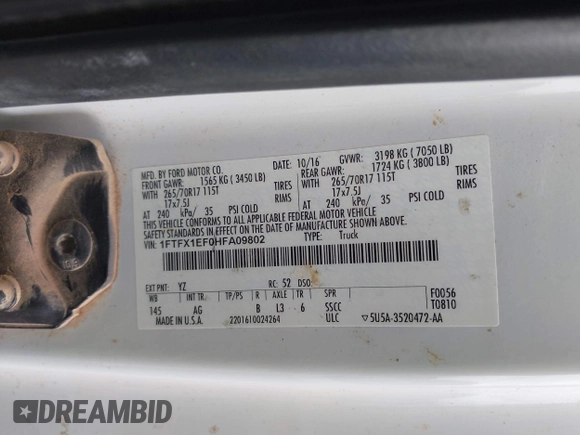 MFD. BY FORD MOTOR CO.
10/16 GVWR: 3198 KG ( 7050 LB)
FRONT GAWR: 1565 KG ( 3450 LB)
REAR GAWR: 1724 KG ( 3800 LB)
WITH 265/70R17 115T TIRES
WITH 265/70R17 115T TIRES
17x7.5J RIMS
17x7.5J RIMS
AT 240 kPa/ 35 PSI COLD
AT 240 kPa/ 35 PSI COLD
THIS VEHICLE CONFORMS TO ALL APPLICABLE FEDERAL MOTOR VEHICLE
SAFETY STANDARDS IN EFFECT ON THE DATE OF MANUFACTURE SHOWN ABOVE.
VIN: 1FTFX1EF0HFA09802
TYPE: Truck
EXT PNT: YZ RC: 52 DSO:
WB INT TR. TP/PS R AXLE TR SPR
F0056
T0810
145 AG B L3 6 SSCC
MADE IN U.S.A. 2201610024264 ULC
5U5A-3520472-AA
DREAMBID